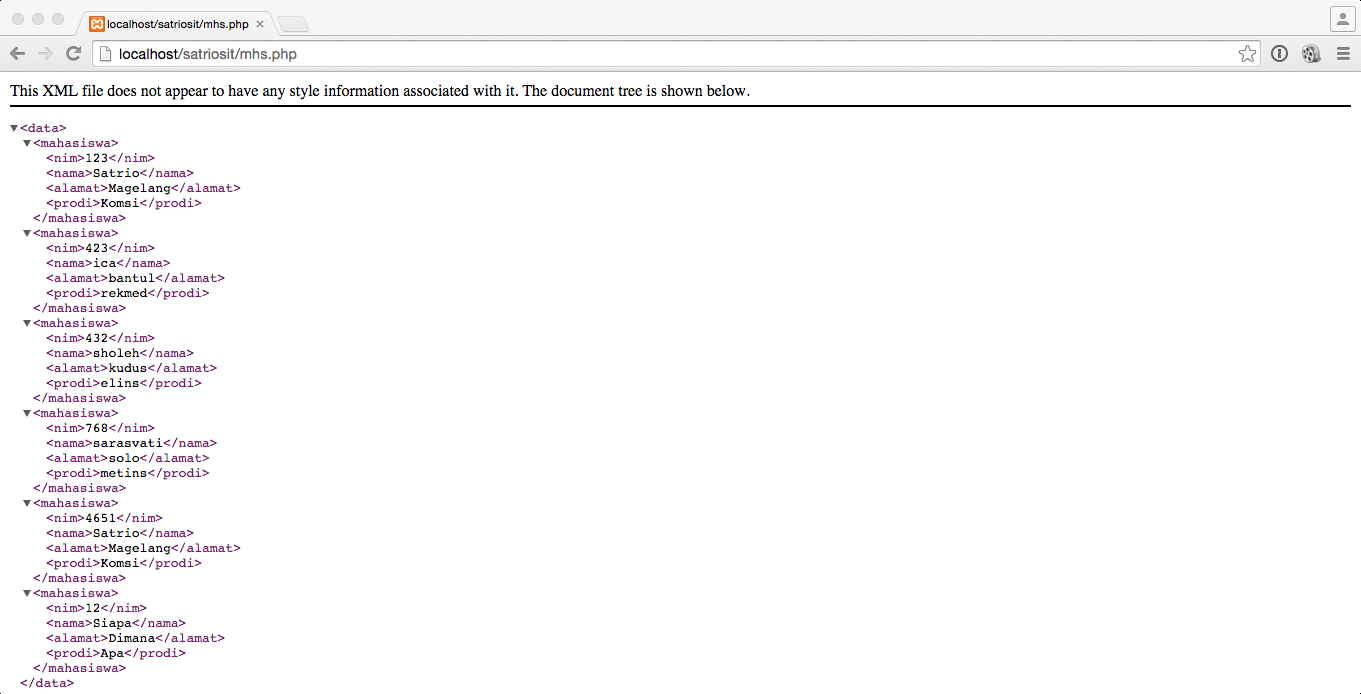 localhost/satriosit/mhs.php
localhost/satriosit/mhs.php
This XML file does not appear to have any style information associated with it. The document tree is shown below.
<data>
<mahasiswa>
<nim>123</nim>
<nama>Satrio</nama>
<alamat>Magelang</alamat>
<prodi>Komsi</prodi>
</mahasiswa>
<mahasiswa>
<nim>423</nim>
<nama>ica</nama>
<alamat>bantul</alamat>
<prodi>rekmed</prodi>
</mahasiswa>
<mahasiswa>
<nim>432</nim>
<nama>sholeh</nama>
<alamat>kudus</alamat>
<prodi>elins</prodi>
</mahasiswa>
<mahasiswa>
<nim>768</nim>
<nama>sarasvati</nama>
<alamat>solo</alamat>
<prodi>metins</prodi>
</mahasiswa>
<mahasiswa>
<nim>4651</nim>
<nama>Satrio</nama>
<alamat>Magelang</alamat>
<prodi>Komsi</prodi>
</mahasiswa>
<mahasiswa>
<nim>12</nim>
<nama>Siapa</nama>
<alamat>Dimana</alamat>
<prodi>Apa</prodi>
</mahasiswa>
</data>